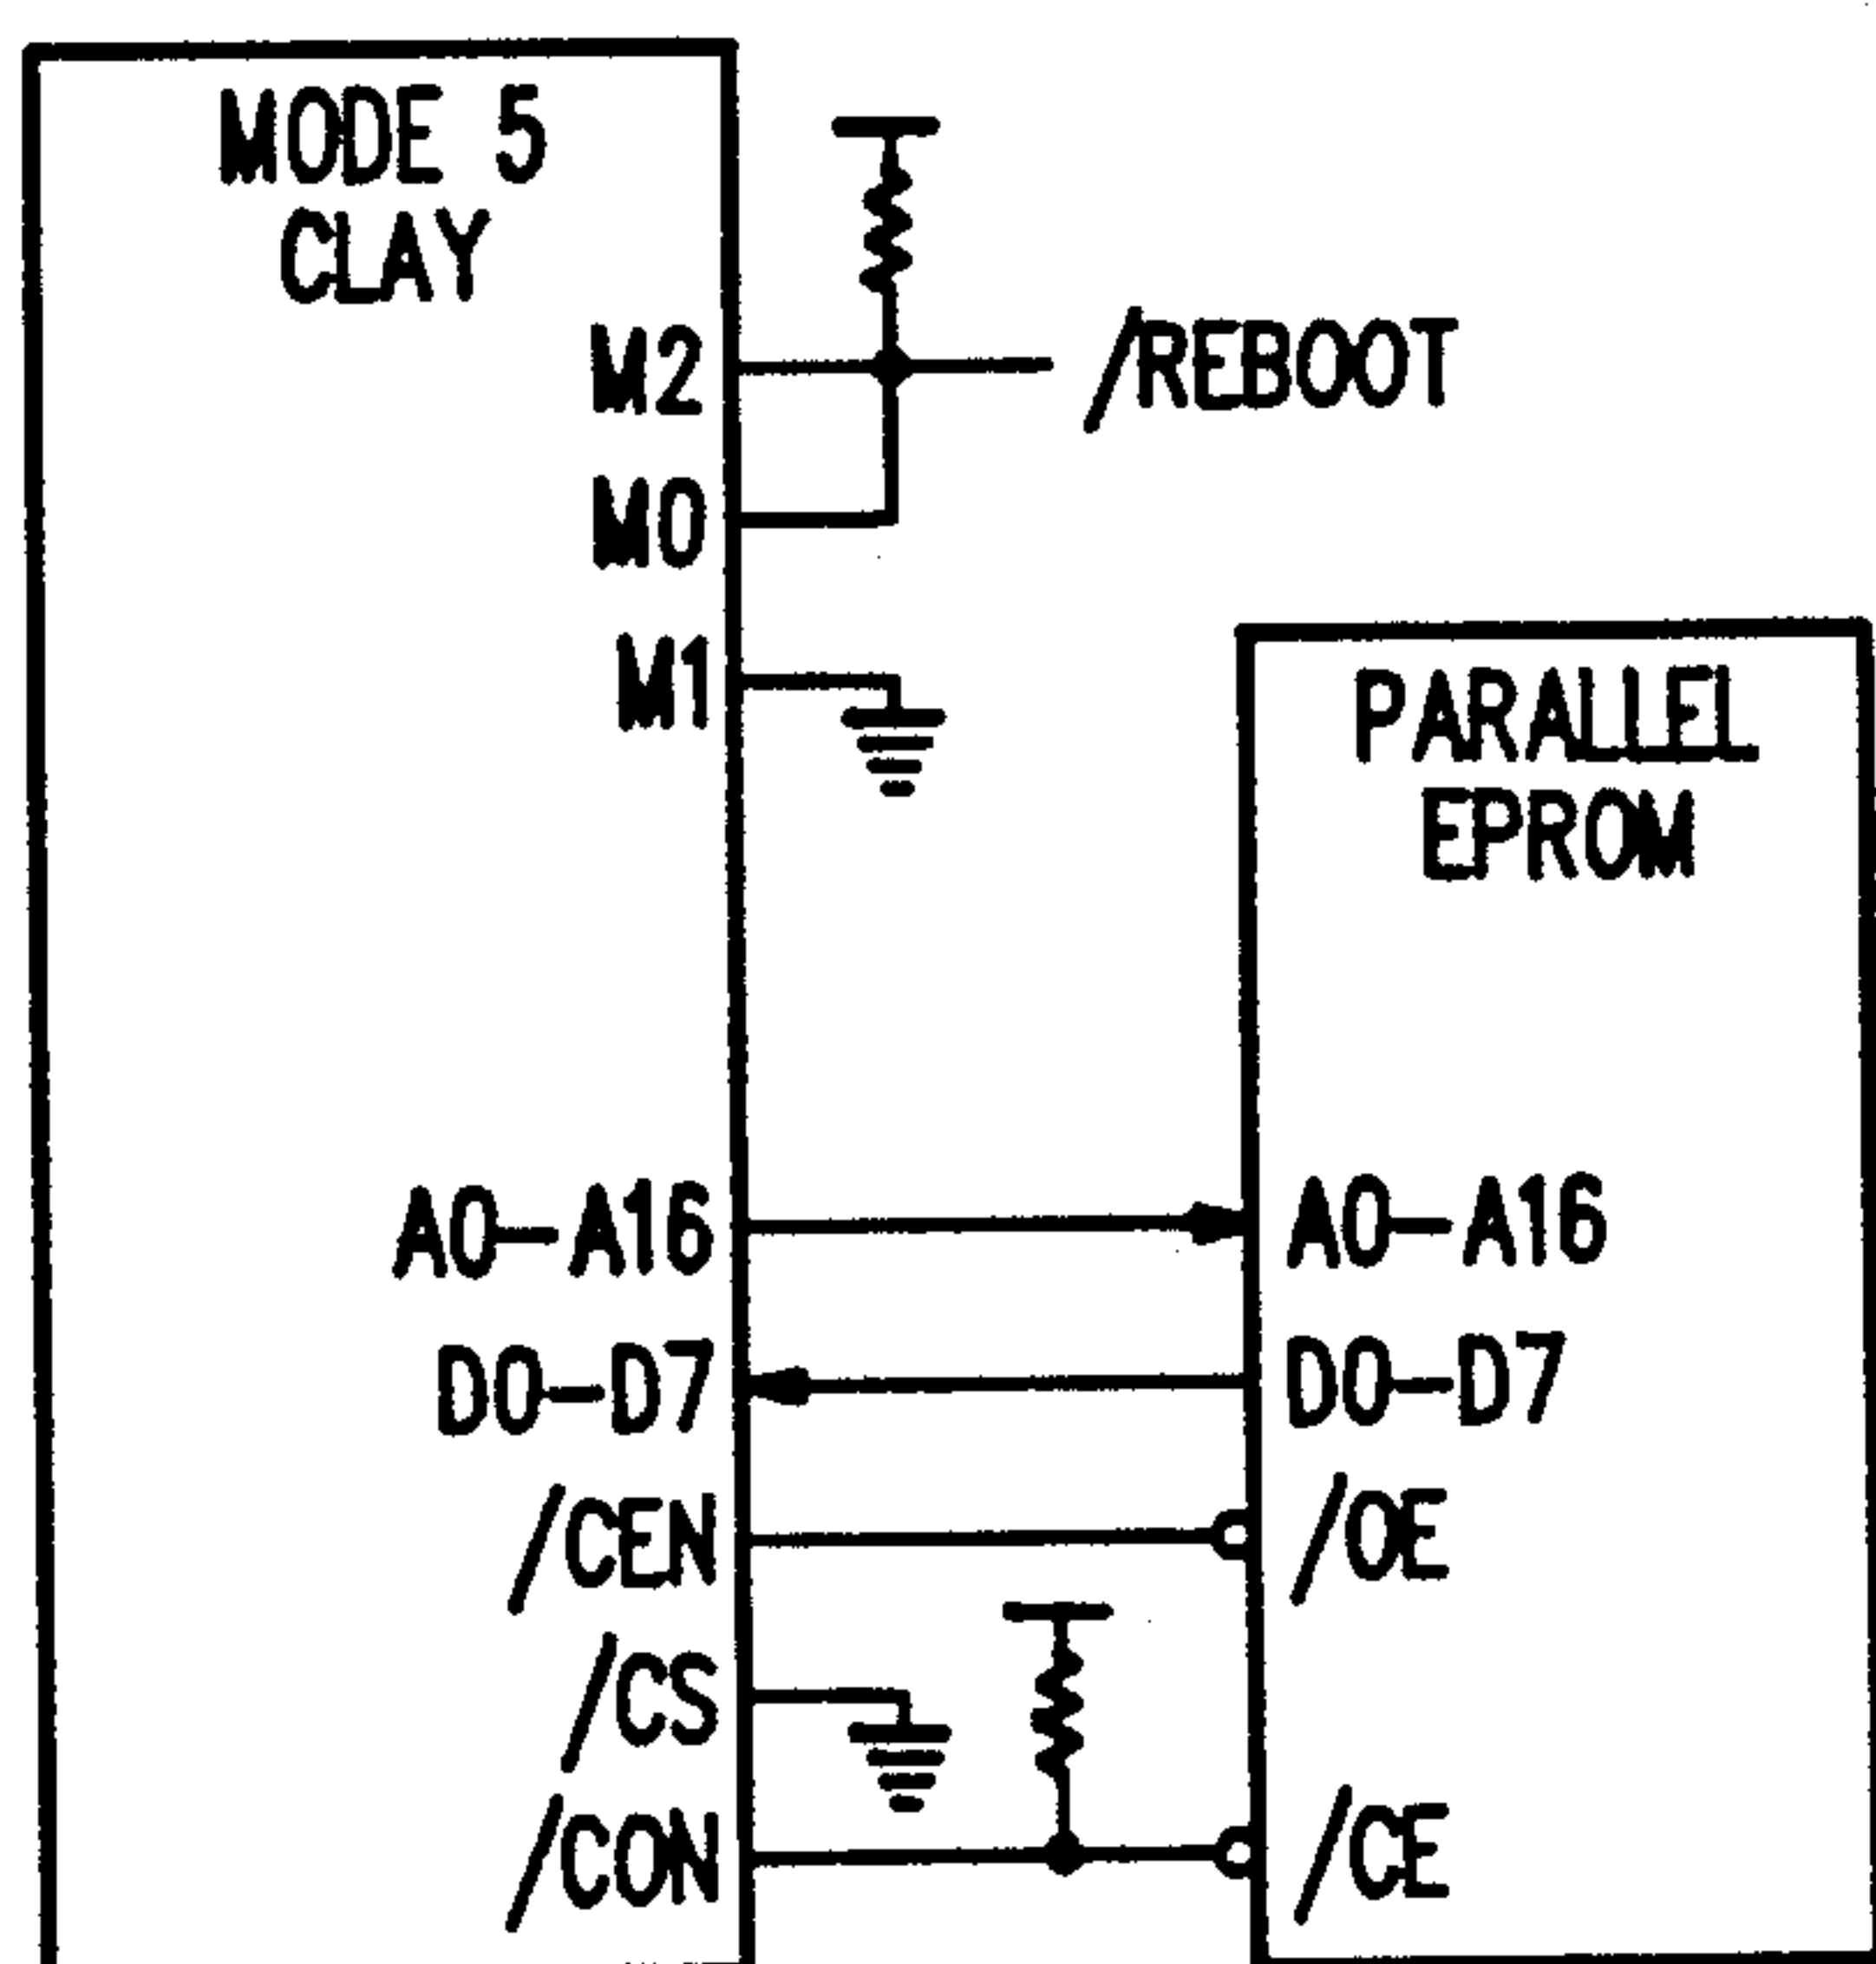 MODE 5
CLAY
M2
/REBOOT
M0
M1
PARALLEL
EPROM
A0-A16
A0-A16
D0-D7
D0-D7
/CEN
/OE
/CS
/CON
/CE